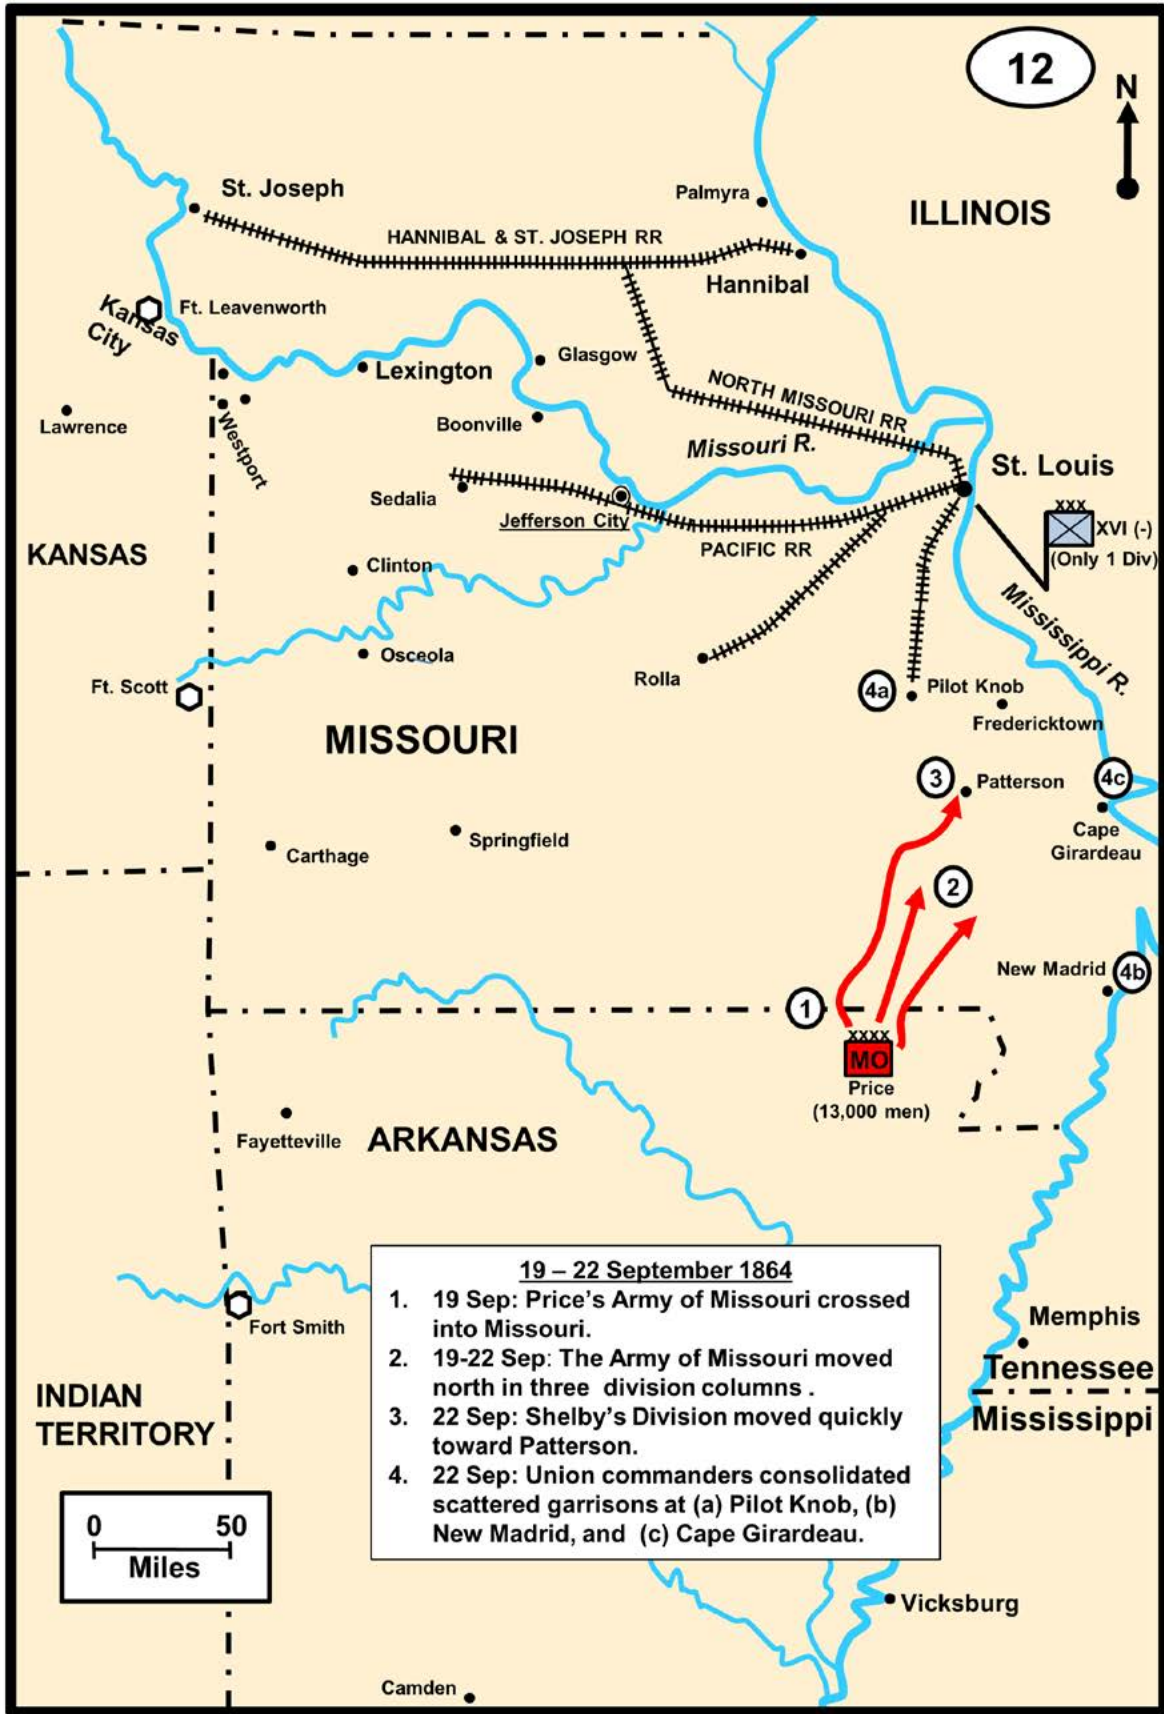 12
N
St. Joseph
Palmyra
ILLINOIS
HANNIBAL & ST. JOSEPH RR
Hannibal
Kansas
City
Ft. Leavenworth
Glasgow
Lexington
NORTH MISSOURI RR
Lawrence
Westport
Boonville
Missouri R.
St. Louis
Sedalia
Jefferson City
XXX
XVI (-)
(Only 1 Div)
KANSAS
PACIFIC RR
Clinton
Mississippi R.
Osceola
Rolla
Ft. Scott
4a
Pilot Knob
Fredericktown
MISSOURI
3
Patterson
4c
Cape
Girardeau
Springfield
Carthage
2
New Madrid
4b
1
XXXX
MO
Price
(13,000 men)
Fayetteville
ARKANSAS
19 – 22 September 1864
1. 19 Sep: Price's Army of Missouri crossed
into Missouri.
2. 19-22 Sep: The Army of Missouri moved
north in three division columns .
3. 22 Sep: Shelby's Division moved quickly
toward Patterson.
4. 22 Sep: Union commanders consolidated
scattered garrisons at (a) Pilot Knob, (b)
New Madrid, and (c) Cape Girardeau.
Fort Smith
Memphis
Tennessee
Mississippi
INDIAN
TERRITORY
0 50
Miles
Vicksburg
Camden